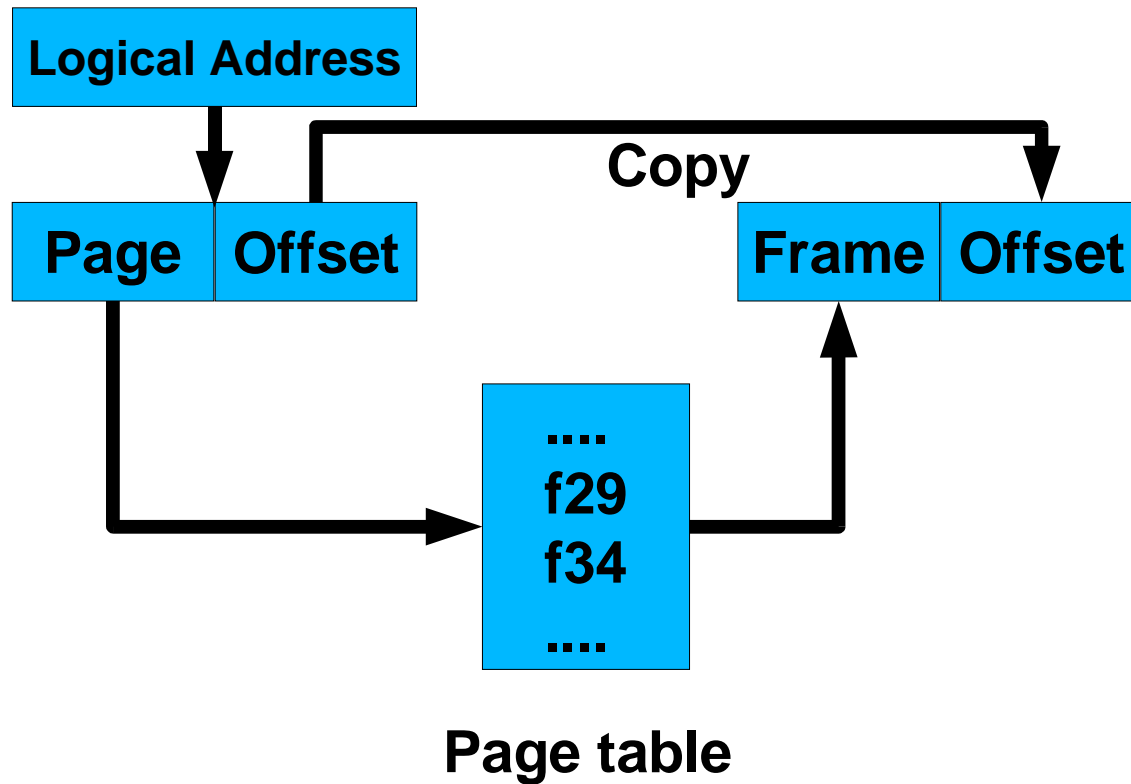 Logical Address
Copy
Page Offset
Frame Offset
....
f29
f34
....
Page table